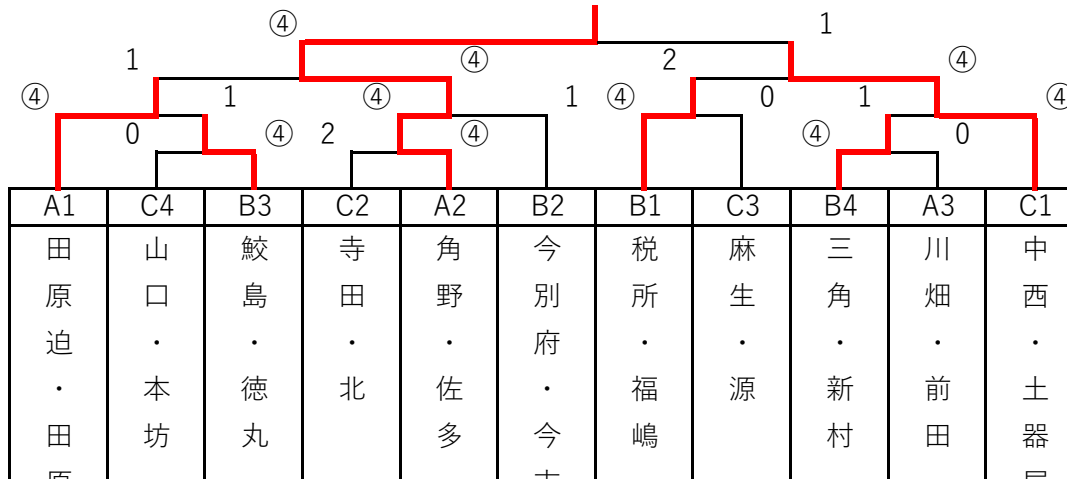 ④ 1
1 ④ 2 ④
④ 1 ④ 1 ④ 0 1 ④
0 ④ 2 ④ ④ 0
A1 C4 B3 C2 A2 B2 B1 C3 B4 A3 C1
田原迫・田
山口・本坊
鮫島・徳丸
寺田・北
角野・佐多
今別府・今
税所・福嶋
麻生・源
三角・新村
川畑・前田
中西・土器